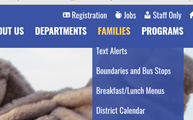 Registration Jobs Staff Only
OUT US DEPARTMENTS FAMILIES PROGRAMS
Text Alerts
Boundaries and Bus Stops
Breakfast/Lunch Menus
District Calendar